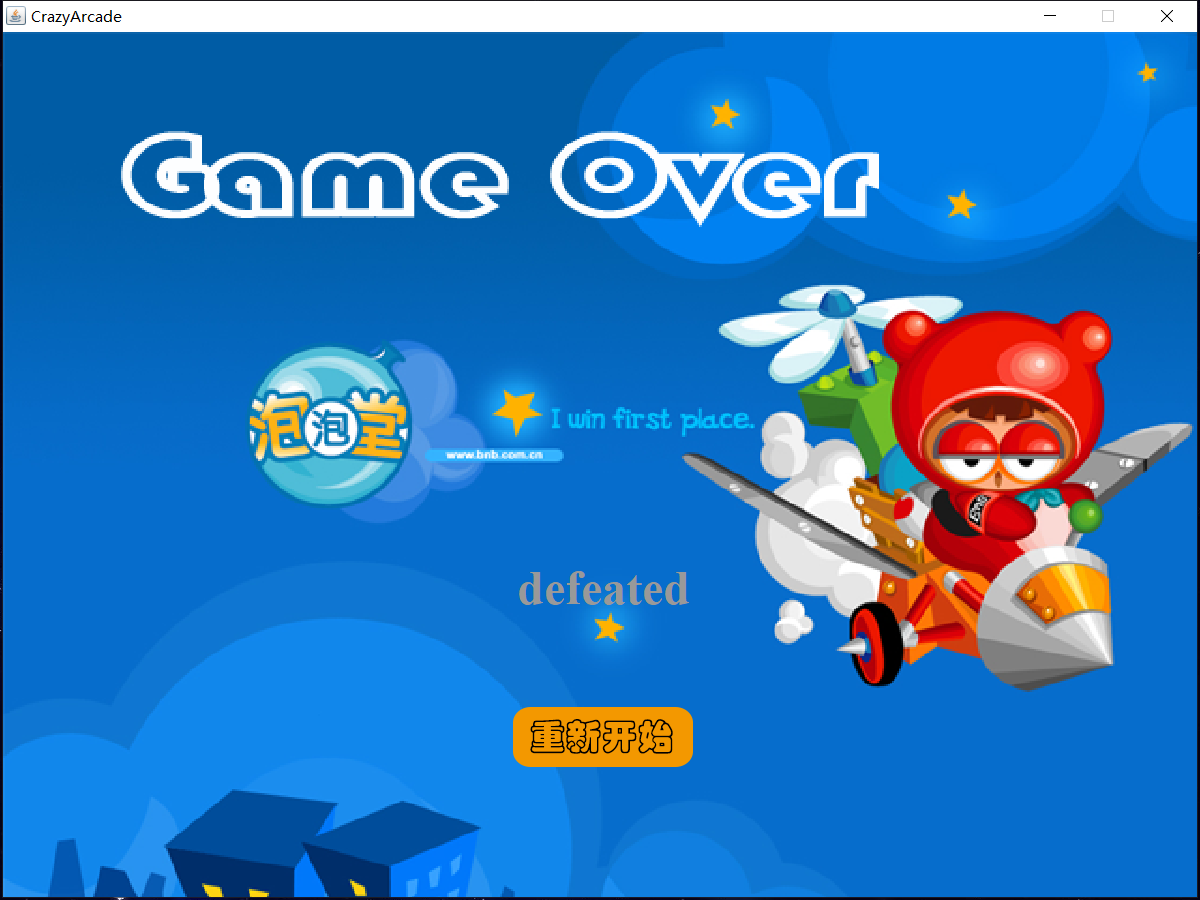 CrazyArcade
Game Over
泡泡堂
I win first place.
www.bnb.com.cn
defeated
重新开始